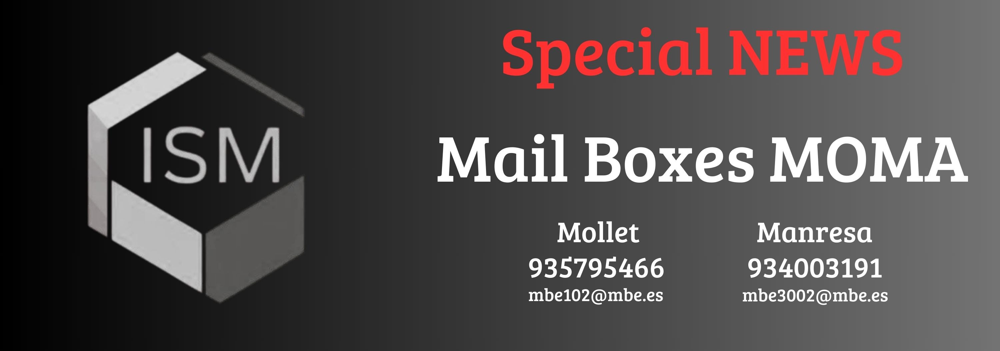 ISM
Special NEWS
Mail Boxes MOMA
Mollet
935795466
mbe102@mbe.es
Manresa
934003191
mbe3002@mbe.es